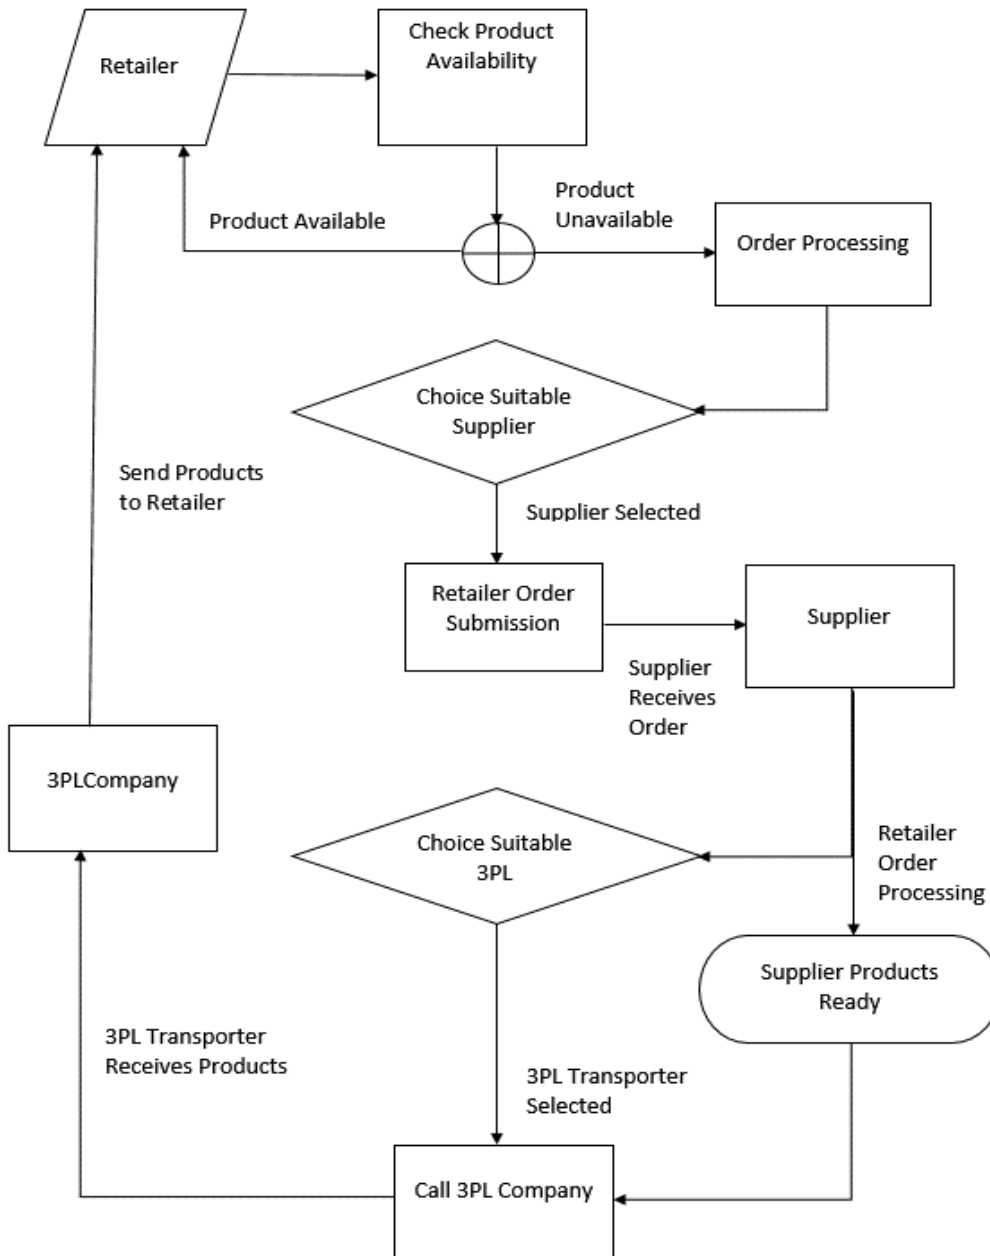 Retailer
Check Product
Availability
Product Available
Product
Unavailable
Order Processing
Choice Suitable
Supplier
Send Products
to Retailer
Supplier Selected
Retailer Order
Submission
Supplier
Supplier
Receives
Order
3PLCompany
Choice Suitable
3PL
Retailer
Order
Processing
Supplier Products
Ready
3PL Transporter
Receives Products
3PL Transporter
Selected
Call 3PL Company